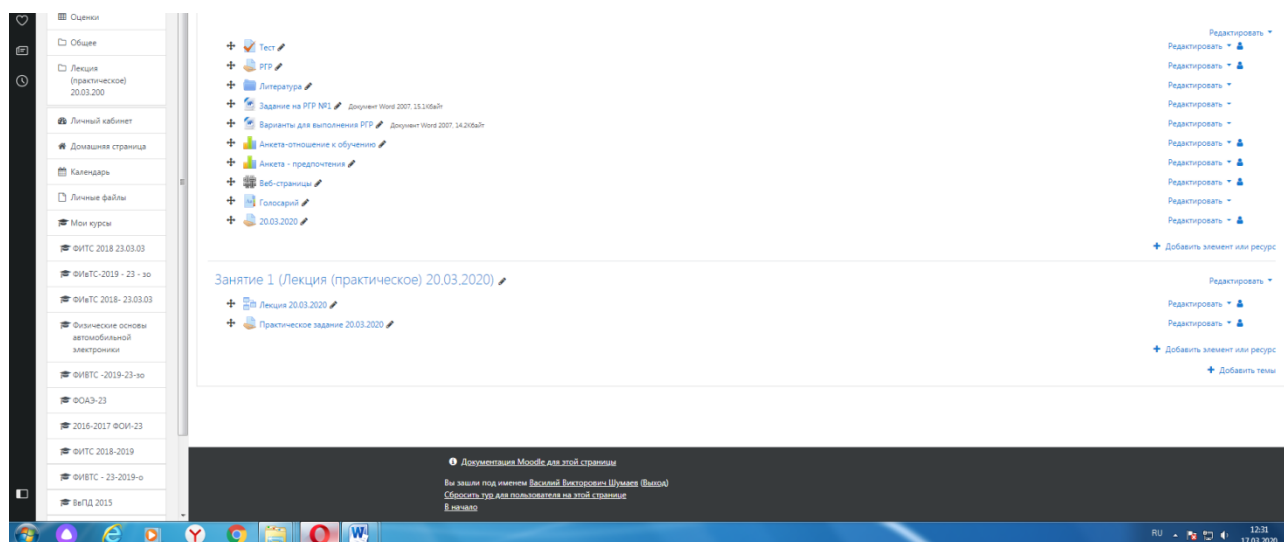 Оценки
Общее
Лекция
(практическое)
20.03.200
Личный кабинет
Домашняя страница
Календарь
Личные файлы
Мои курсы
ФИТС 2018 23.03.03
ФИвТС-2019 - 23 - зо
ФИвТС 2018- 23.03.03
Физические основы
автомобильной
электроники
ФИВТС -2019-23-зо
ФОАЭ-23
2016-2017 ФОИ-23
ФИТС 2018-2019
ФИВТС - 23-2019-о
ВвПД 2015
Редактировать
Тест Редактировать
РГР Редактировать
Литература Редактировать
Задание на РГР №1 Документ Word 2007, 15.1Кбайт Редактировать
Варианты для выполнения РГР Документ Word 2007, 14.2Кбайт Редактировать
Анкета-отношение к обучению Редактировать
Анкета - предпочтения Редактировать
Веб-страницы Редактировать
Голосарий Редактировать
20.03.2020 Редактировать
Добавить элемент или ресурс
Занятие 1 (Лекция (практическое) 20.03.2020) Редактировать
Лекция 20.03.2020 Редактировать
Практическое задание 20.03.2020 Редактировать
Добавить элемент или ресурс
Добавить темы
Документация Moodle для этой страницы
Вы зашли под именем Василий Викторович Шумаев (Выход)
Сбросить тур для пользователя на этой странице
В начало
RU 12:31
17.03.2020